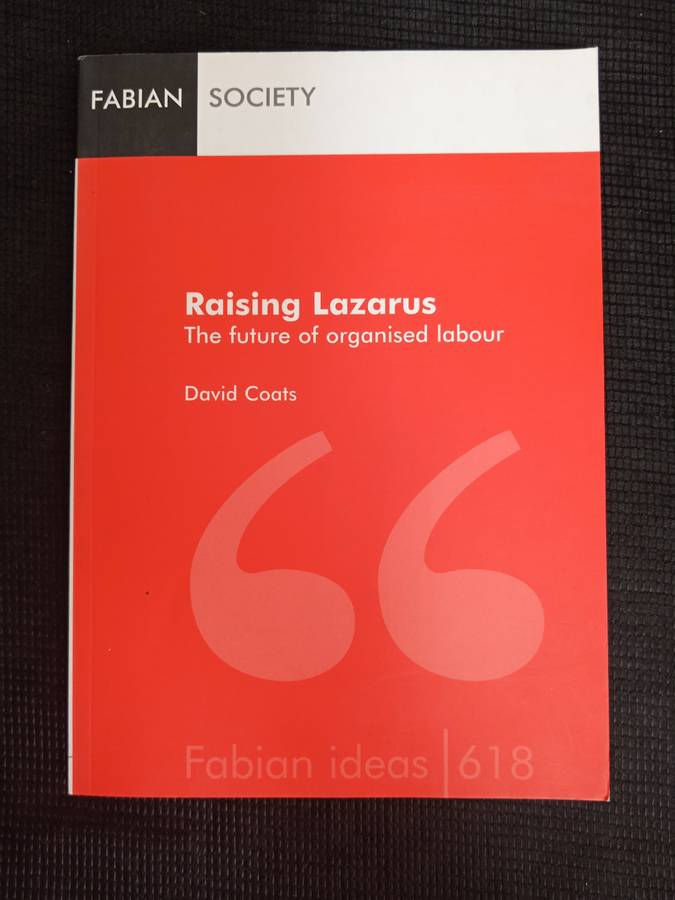 FABIAN SOCIETY
Raising Lazarus
The future of organised labour
David Coats
Fabian ideas | 618